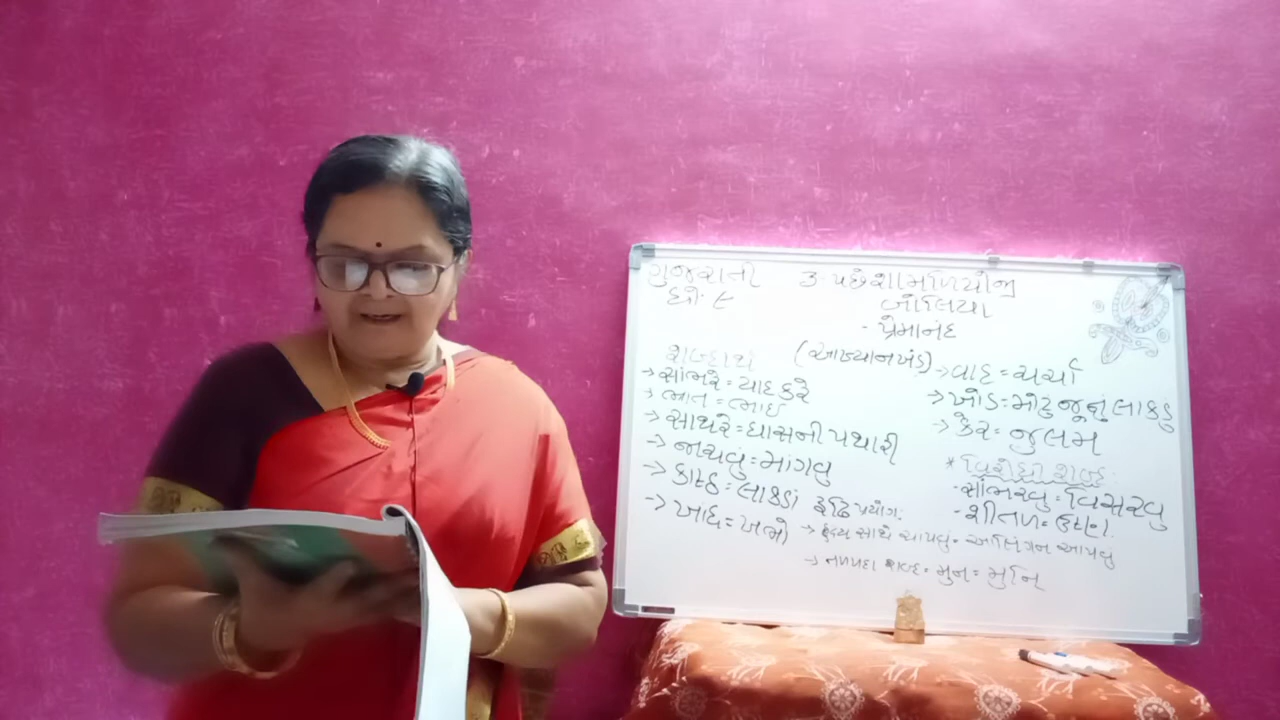 ગુજરાતી
ધો. ૯
૩. પછે શામળિયોજી
બોલિયા
- પ્રેમાનંદ
(આખ્યાનખંડ)
શબ્દાર્થ
→ સાંભરે = યાદ કરે
→ ભ્રાત = ભાઈ
→ સાથરે = ઘાસની પથારી
→ જાચવું = માંગવુ
→ કાષ્ઠ = લાકડાં
→ ખાંધ = ખભો
→ વાદ = ચર્ચા
→ ખોડ = મોટુ જૂનું લાકડું
→ કેર = જુલમ
* વિરોધી શબ્દ:
- સાંભરવુ = વિસરવુ
- શીતળ = ઉષ્ણ.
રૂઢિ પ્રયોગ:
→ હૃદય સાથે ચાપવું = આલિંગન આપવુ
→ તળપદા શબ્દ = મુન = મુનિ